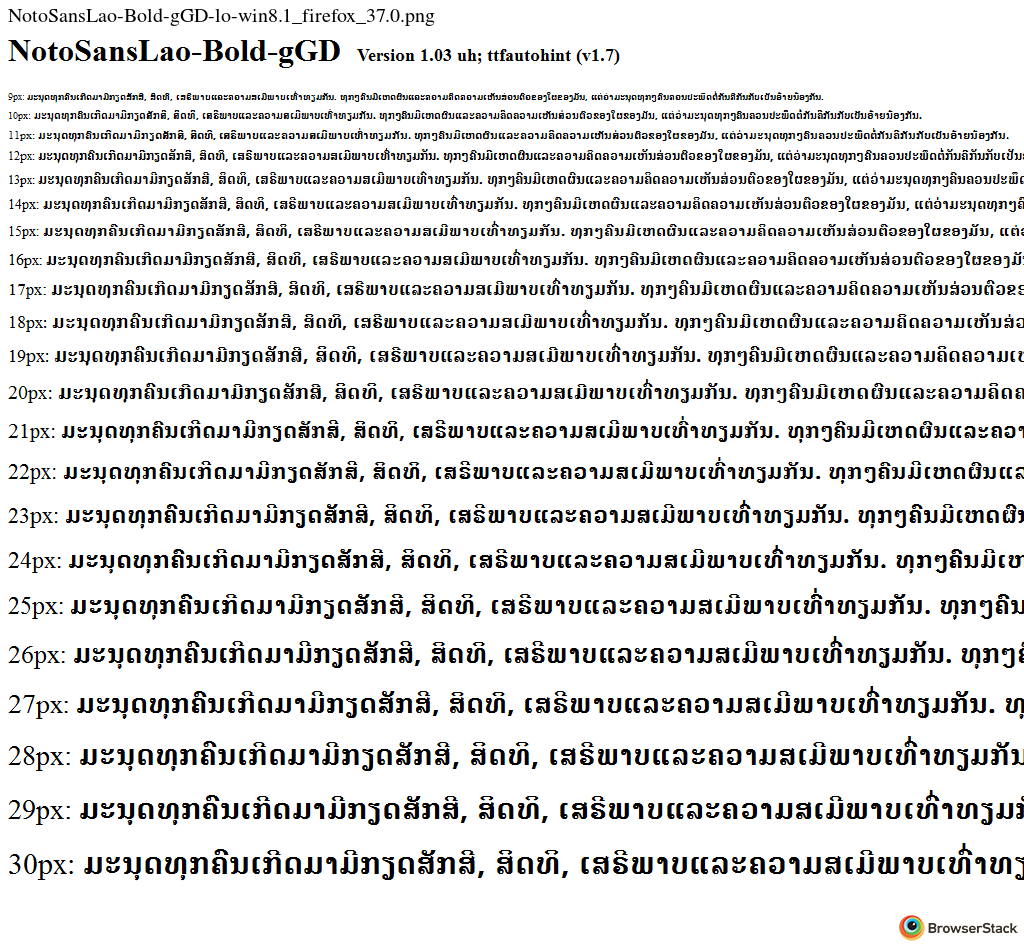 NotoSansLao-Bold-gGD-lo-win8.1_firefox_37.0.png
NotoSansLao-Bold-gGD Version 1.03 uh; ttfautohint (v1.7)
9px: ມະນຸດທຸກຄົນເກີດມາມີກຽດສັກສີ, ສິດທິ, ເສຣີພາບແລະຄວາມສເມີພາບເທົ່າທຽມກັນ. ທຸກໆຄົນມີເຫດຜົນແລະຄວາມຄິດຄວາມເຫັນສ່ວນຕົວຂອງໃຜຂອງມັນ, ແຕ່ວ່າມະນຸດທຸກໆຄົນຄວນປະພຶດຕໍ່ກັນຄືກັນກັບເປັນອ້າຍນ້ອງກັນ.
10px: ມະນຸດທຸກຄົນເກີດມາມີກຽດສັກສີ, ສິດທິ, ເສຣີພາບແລະຄວາມສເມີພາບເທົ່າທຽມກັນ. ທຸກໆຄົນມີເຫດຜົນແລະຄວາມຄິດຄວາມເຫັນສ່ວນຕົວຂອງໃຜຂອງມັນ, ແຕ່ວ່າມະນຸດທຸກໆຄົນຄວນປະພຶດຕໍ່ກັນຄືກັນກັບເປັນອ້າຍນ້ອງກັນ.
11px: ມະນຸດທຸກຄົນເກີດມາມີກຽດສັກສີ, ສິດທິ, ເສຣີພາບແລະຄວາມສເມີພາບເທົ່າທຽມກັນ. ທຸກໆຄົນມີເຫດຜົນແລະຄວາມຄິດຄວາມເຫັນສ່ວນຕົວຂອງໃຜຂອງມັນ, ແຕ່ວ່າມະນຸດທຸກໆຄົນຄວນປະພຶດຕໍ່ກັນຄືກັນກັບເປັນອ້າຍນ້ອງກັນ.
12px: ມະນຸດທຸກຄົນເກີດມາມີກຽດສັກສີ, ສິດທິ, ເສຣີພາບແລະຄວາມສເມີພາບເທົ່າທຽມກັນ. ທຸກໆຄົນມີເຫດຜົນແລະຄວາມຄິດຄວາມເຫັນສ່ວນຕົວຂອງໃຜຂອງມັນ, ແຕ່ວ່າມະນຸດທຸກໆຄົນຄວນປະພຶດຕໍ່ກັນຄືກັນກັບເປັນ
13px: ມະນຸດທຸກຄົນເກີດມາມີກຽດສັກສີ, ສິດທິ, ເສຣີພາບແລະຄວາມສເມີພາບເທົ່າທຽມກັນ. ທຸກໆຄົນມີເຫດຜົນແລະຄວາມຄິດຄວາມເຫັນສ່ວນຕົວຂອງໃຜຂອງມັນ, ແຕ່ວ່າມະນຸດທຸກໆຄົນຄວນປະພຶດ
14px: ມະນຸດທຸກຄົນເກີດມາມີກຽດສັກສີ, ສິດທິ, ເສຣີພາບແລະຄວາມສເມີພາບເທົ່າທຽມກັນ. ທຸກໆຄົນມີເຫດຜົນແລະຄວາມຄິດຄວາມເຫັນສ່ວນຕົວຂອງໃຜຂອງມັນ, ແຕ່ວ່າມະນຸດທຸກໆຄົ
15px: ມະນຸດທຸກຄົນເກີດມາມີກຽດສັກສີ, ສິດທິ, ເສຣີພາບແລະຄວາມສເມີພາບເທົ່າທຽມກັນ. ທຸກໆຄົນມີເຫດຜົນແລະຄວາມຄິດຄວາມເຫັນສ່ວນຕົວຂອງໃຜຂອງມັນ, ແຕ່ວ
16px: ມະນຸດທຸກຄົນເກີດມາມີກຽດສັກສີ, ສິດທິ, ເສຣີພາບແລະຄວາມສເມີພາບເທົ່າທຽມກັນ. ທຸກໆຄົນມີເຫດຜົນແລະຄວາມຄິດຄວາມເຫັນສ່ວນຕົວຂອງໃຜຂອງມັນ
17px: ມະນຸດທຸກຄົນເກີດມາມີກຽດສັກສີ, ສິດທິ, ເສຣີພາບແລະຄວາມສເມີພາບເທົ່າທຽມກັນ. ທຸກໆຄົນມີເຫດຜົນແລະຄວາມຄິດຄວາມເຫັນສ່ວນຕົວຂອ
18px: ມະນຸດທຸກຄົນເກີດມາມີກຽດສັກສີ, ສິດທິ, ເສຣີພາບແລະຄວາມສເມີພາບເທົ່າທຽມກັນ. ທຸກໆຄົນມີເຫດຜົນແລະຄວາມຄິດຄວາມເຫັນສ່ວ
19px: ມະນຸດທຸກຄົນເກີດມາມີກຽດສັກສີ, ສິດທິ, ເສຣີພາບແລະຄວາມສເມີພາບເທົ່າທຽມກັນ. ທຸກໆຄົນມີເຫດຜົນແລະຄວາມຄິດຄວາມເຫ
20px: ມະນຸດທຸກຄົນເກີດມາມີກຽດສັກສີ, ສິດທິ, ເສຣີພາບແລະຄວາມສເມີພາບເທົ່າທຽມກັນ. ທຸກໆຄົນມີເຫດຜົນແລະຄວາມຄິດຄ
21px: ມະນຸດທຸກຄົນເກີດມາມີກຽດສັກສີ, ສິດທິ, ເສຣີພາບແລະຄວາມສເມີພາບເທົ່າທຽມກັນ. ທຸກໆຄົນມີເຫດຜົນແລະຄວາ
22px: ມະນຸດທຸກຄົນເກີດມາມີກຽດສັກສີ, ສິດທິ, ເສຣີພາບແລະຄວາມສເມີພາບເທົ່າທຽມກັນ. ທຸກໆຄົນມີເຫດຜົນແລ
23px: ມະນຸດທຸກຄົນເກີດມາມີກຽດສັກສີ, ສິດທິ, ເສຣີພາບແລະຄວາມສເມີພາບເທົ່າທຽມກັນ. ທຸກໆຄົນມີເຫດຜົນ
24px: ມະນຸດທຸກຄົນເກີດມາມີກຽດສັກສີ, ສິດທິ, ເສຣີພາບແລະຄວາມສເມີພາບເທົ່າທຽມກັນ. ທຸກໆຄົນມີເຫ
25px: ມະນຸດທຸກຄົນເກີດມາມີກຽດສັກສີ, ສິດທິ, ເສຣີພາບແລະຄວາມສເມີພາບເທົ່າທຽມກັນ. ທຸກໆຄົນ
26px: ມະນຸດທຸກຄົນເກີດມາມີກຽດສັກສີ, ສິດທິ, ເສຣີພາບແລະຄວາມສເມີພາບເທົ່າທຽມກັນ. ທຸກໆຄົ
27px: ມະນຸດທຸກຄົນເກີດມາມີກຽດສັກສີ, ສິດທິ, ເສຣີພາບແລະຄວາມສເມີພາບເທົ່າທຽມກັນ. ທຸ
28px: ມະນຸດທຸກຄົນເກີດມາມີກຽດສັກສີ, ສິດທິ, ເສຣີພາບແລະຄວາມສເມີພາບເທົ່າທຽມກັນ
29px: ມະນຸດທຸກຄົນເກີດມາມີກຽດສັກສີ, ສິດທິ, ເສຣີພາບແລະຄວາມສເມີພາບເທົ່າທຽມກັ
30px: ມະນຸດທຸກຄົນເກີດມາມີກຽດສັກສີ, ສິດທິ, ເສຣີພາບແລະຄວາມສເມີພາບເທົ່າທຽ
BrowserStack